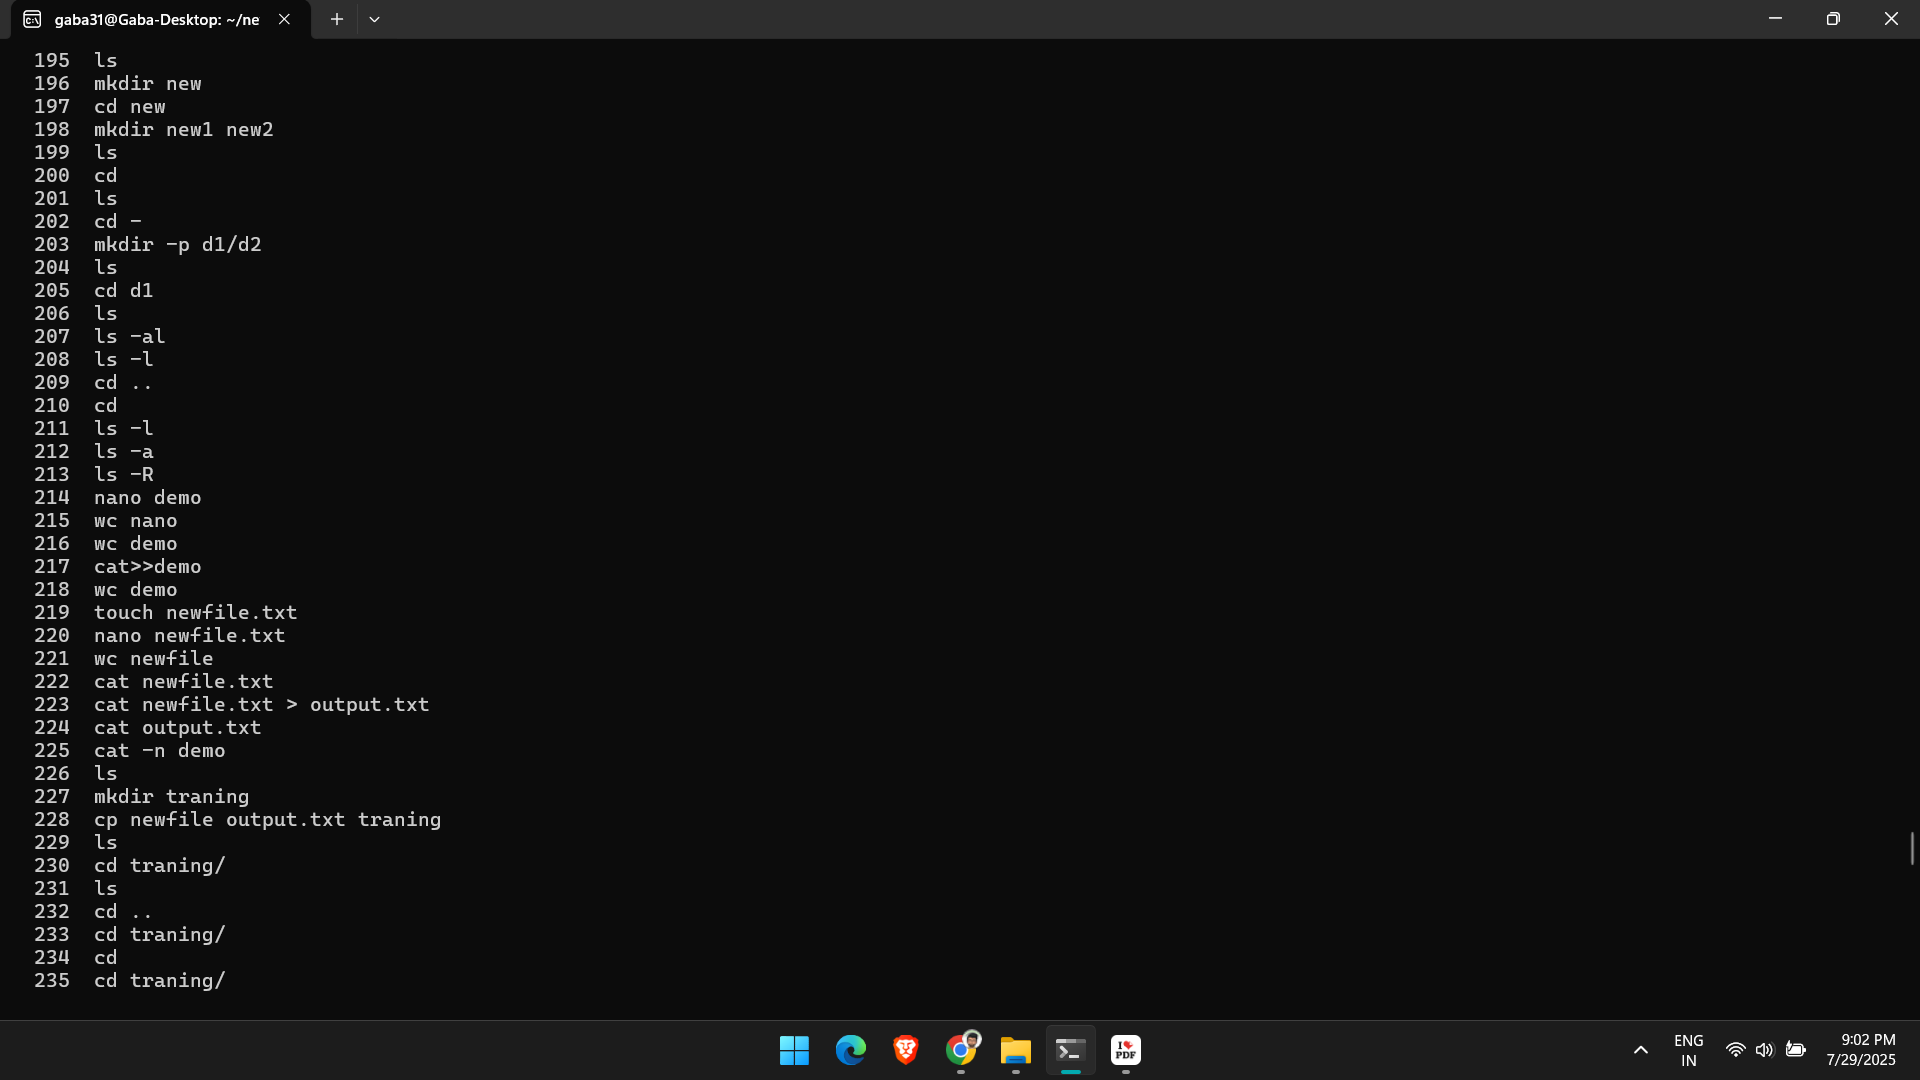 gaba31@Gaba-Desktop: ~/ne
195 ls
196 mkdir new
197 cd new
198 mkdir new1 new2
199 ls
200 cd
201 ls
202 cd -
203 mkdir -p d1/d2
204 ls
205 cd d1
206 ls
207 ls -al
208 ls -l
209 cd ..
210 cd
211 ls -l
212 ls -a
213 ls -R
214 nano demo
215 wc nano
216 wc demo
217 cat>>demo
218 wc demo
219 touch newfile.txt
220 nano newfile.txt
221 wc newfile
222 cat newfile.txt
223 cat newfile.txt > output.txt
224 cat output.txt
225 cat -n demo
226 ls
227 mkdir traning
228 cp newfile output.txt traning
229 ls
230 cd traning/
231 ls
232 cd ..
233 cd traning/
234 cd
235 cd traning/
I PDF
ENG
IN
9:02 PM
7/29/2025